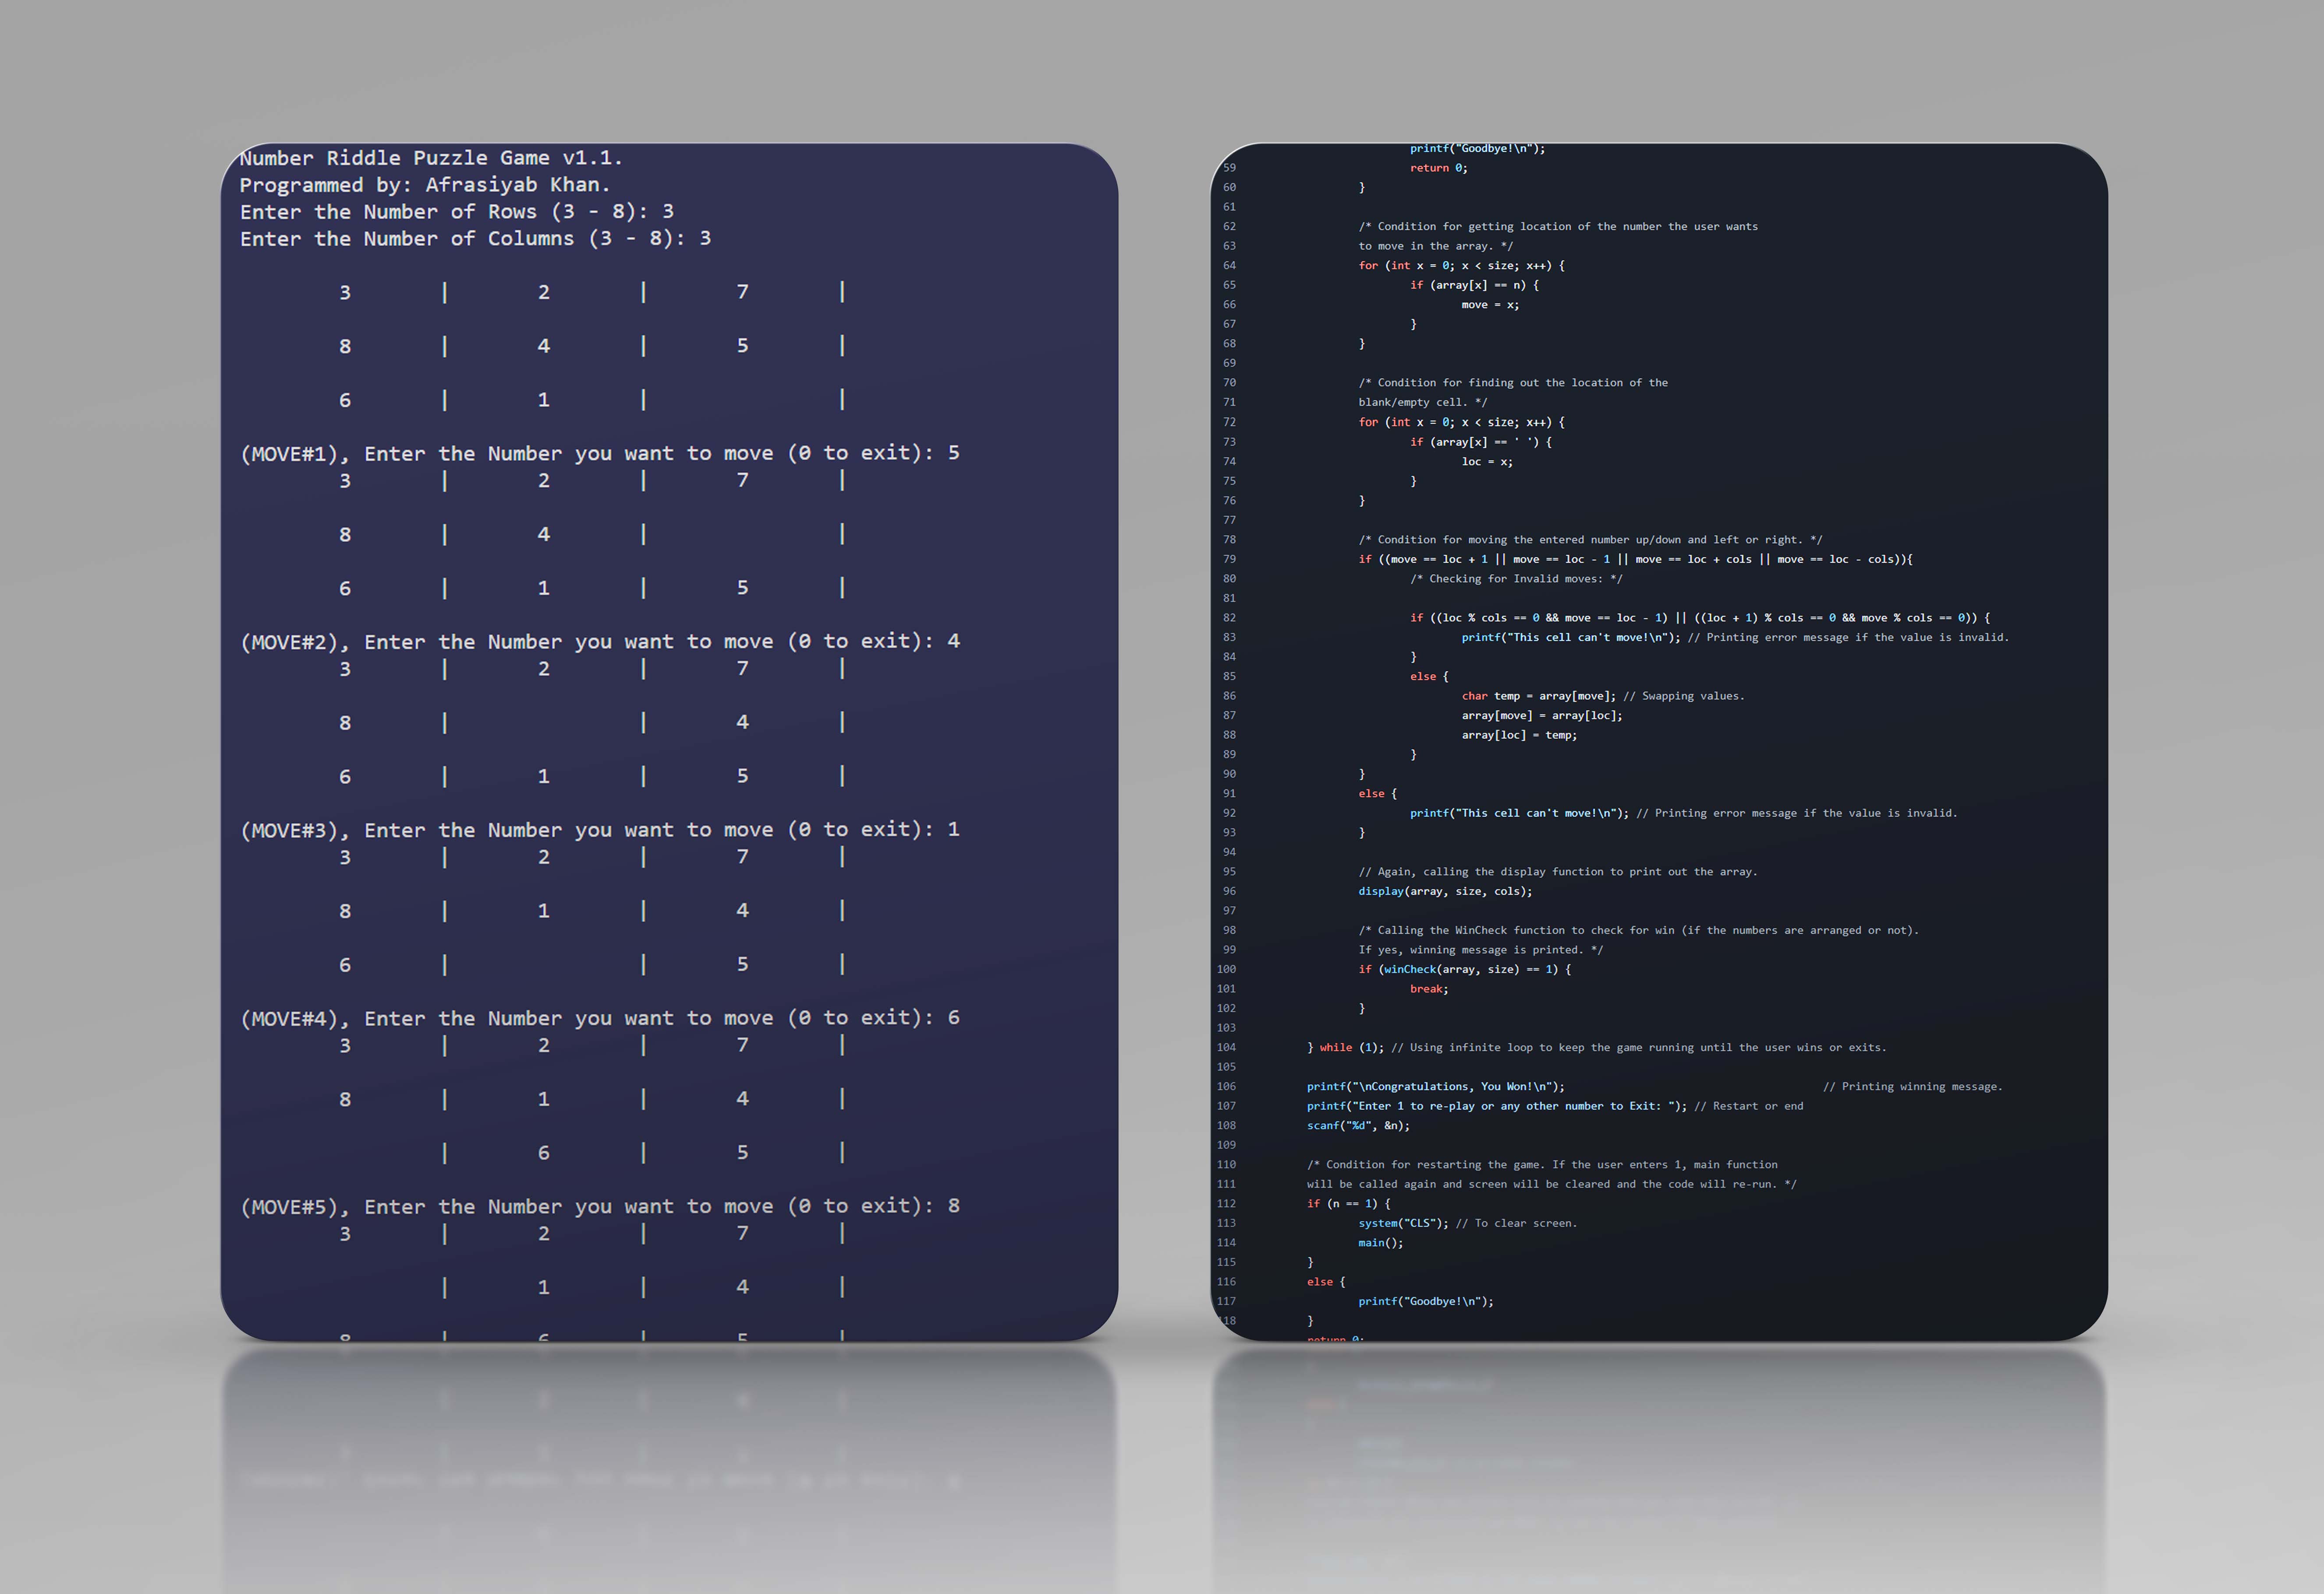 Number Riddle Puzzle Game v1.1.
Programmed by: Afrasiyab Khan.
Enter the Number of Rows (3 - 8): 3
Enter the Number of Columns (3 - 8): 3
3 | 2 | 7 |
8 | 4 | 5 |
6 | 1 | |
(MOVE#1), Enter the Number you want to move (0 to exit): 5
3 | 2 | 7 |
8 | 4 | |
6 | 1 | 5 |
(MOVE#2), Enter the Number you want to move (0 to exit): 4
3 | 2 | 7 |
8 | | 4 |
6 | 1 | 5 |
(MOVE#3), Enter the Number you want to move (0 to exit): 1
3 | 2 | 7 |
8 | 1 | 4 |
6 | | 5 |
(MOVE#4), Enter the Number you want to move (0 to exit): 6
3 | 2 | 7 |
8 | 1 | 4 |
| 6 | 5 |
(MOVE#5), Enter the Number you want to move (0 to exit): 8
3 | 2 | 7 |
| 1 | 4 |
8 | 6 | 5 |
printf("Goodbye!\n");
59 return 0;
60 }
61
62 /* Condition for getting location of the number the user wants
63 to move in the array. */
64 for (int x = 0; x < size; x++) {
65 if (array[x] == n) {
66 move = x;
67 }
68 }
69
70 /* Condition for finding out the location of the
71 blank/empty cell. */
72 for (int x = 0; x < size; x++) {
73 if (array[x] == ' ') {
74 loc = x;
75 }
76 }
77
78 /* Condition for moving the entered number up/down and left or right. */
79 if ((move == loc + 1 || move == loc - 1 || move == loc + cols || move == loc - cols)){
80 /* Checking for Invalid moves: */
81
82 if ((loc % cols == 0 && move == loc - 1) || ((loc + 1) % cols == 0 && move % cols == 0)) {
83 printf("This cell can't move!\n"); // Printing error message if the value is invalid.
84 }
85 else {
86 char temp = array[move]; // Swapping values.
87 array[move] = array[loc];
88 array[loc] = temp;
89 }
90 }
91 else {
92 printf("This cell can't move!\n"); // Printing error message if the value is invalid.
93 }
94
95 // Again, calling the display function to print out the array.
96 display(array, size, cols);
97
98 /* Calling the WinCheck function to check for win (if the numbers are arranged or not).
99 If yes, winning message is printed. */
100 if (winCheck(array, size) == 1) {
101 break;
102 }
103
104 } while (1); // Using infinite loop to keep the game running until the user wins or exits.
105
106 printf("\nCongratulations, You Won!\n"); // Printing winning message.
107 printf("Enter 1 to re-play or any other number to Exit: "); // Restart or end
108 scanf("%d", &n);
109
110 /* Condition for restarting the game. If the user enters 1, main function
111 will be called again and screen will be cleared and the code will re-run. */
112 if (n == 1) {
113 system("CLS"); // To clear screen.
114 main();
115 }
116 else {
117 printf("Goodbye!\n");
118 }
return 0;